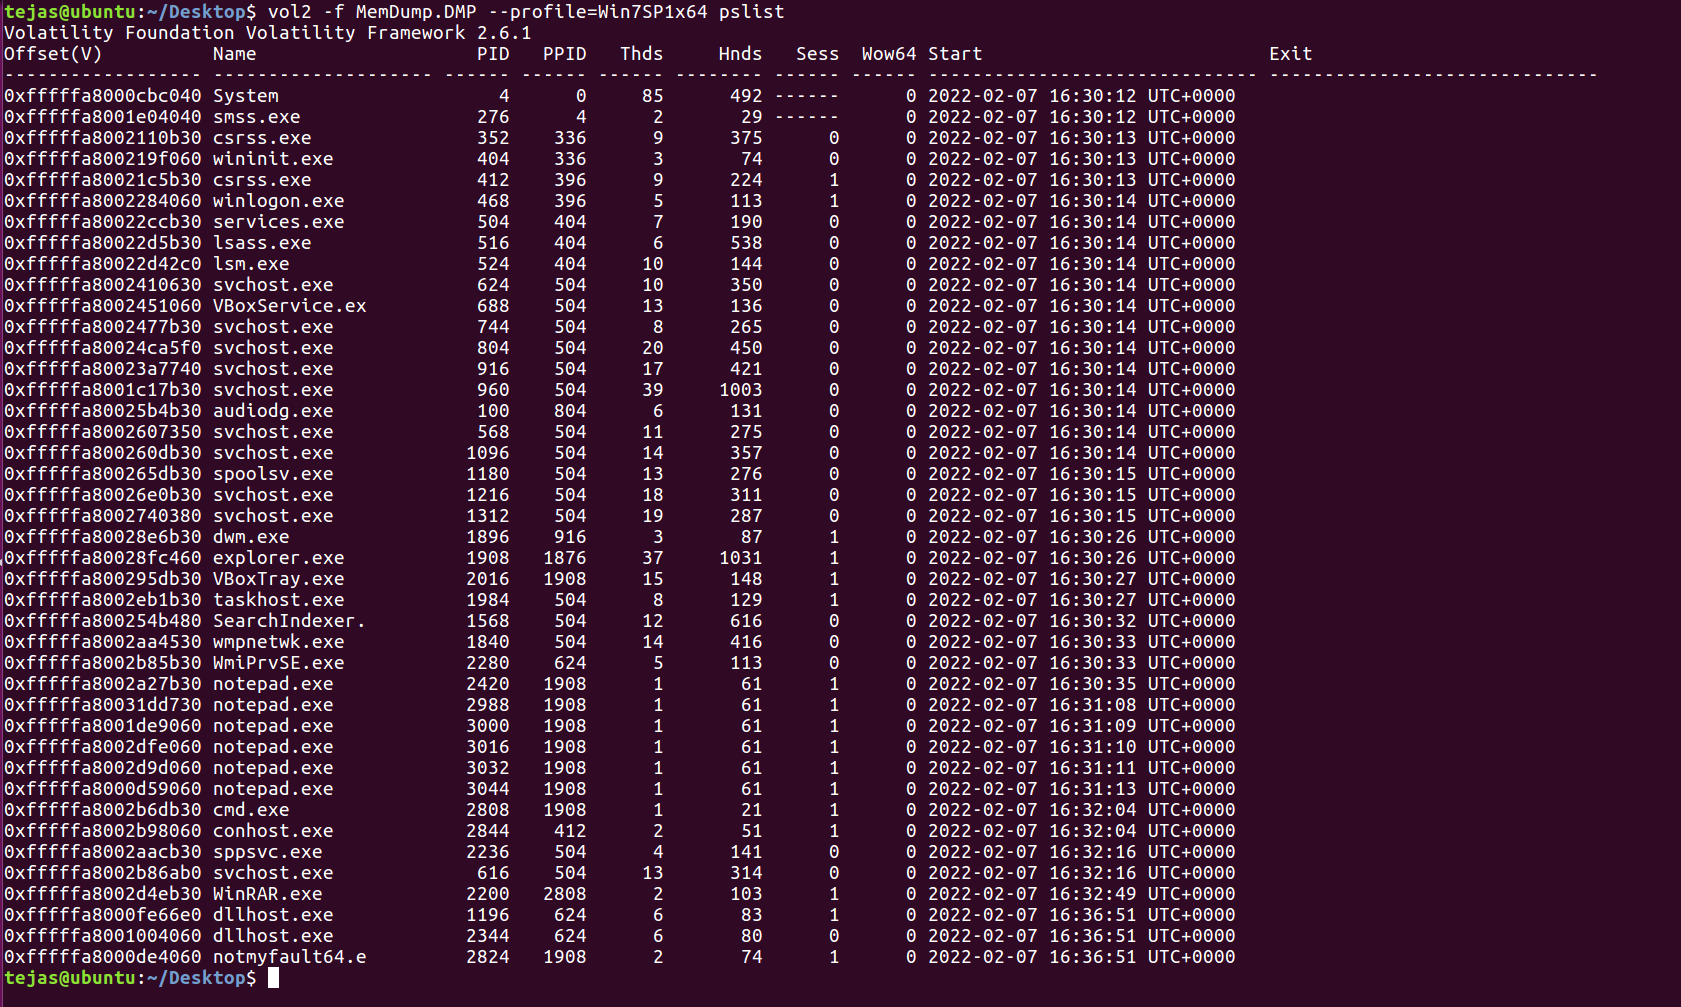 tejas@ubuntu:~/Desktop$ vol2 -f MemDump.DMP --profile=Win7SP1x64 pslist
Volatility Foundation Volatility Framework 2.6.1
Offset(V)          Name                    PID   PPID   Thds     Hnds   Sess  Wow64 Start                          Exit
------------------ -------------------- ------ ------ ------ -------- ------ ------ ------------------------------ ------------------------------
0xfffffa8000cbc040 System                    4      0     85      492 ------      0 2022-02-07 16:30:12 UTC+0000
0xfffffa8001e04040 smss.exe                276      4      2       29 ------      0 2022-02-07 16:30:12 UTC+0000
0xfffffa8002110b30 csrss.exe               352    336      9      375      0      0 2022-02-07 16:30:13 UTC+0000
0xfffffa800219f060 wininit.exe             404    336      3       74      0      0 2022-02-07 16:30:13 UTC+0000
0xfffffa80021c5b30 csrss.exe               412    396      9      224      1      0 2022-02-07 16:30:13 UTC+0000
0xfffffa8002284060 winlogon.exe            468    396      5      113      1      0 2022-02-07 16:30:14 UTC+0000
0xfffffa80022ccb30 services.exe            504    404      7      190      0      0 2022-02-07 16:30:14 UTC+0000
0xfffffa80022d5b30 lsass.exe               516    404      6      538      0      0 2022-02-07 16:30:14 UTC+0000
0xfffffa80022d42c0 lsm.exe                 524    404     10      144      0      0 2022-02-07 16:30:14 UTC+0000
0xfffffa8002410630 svchost.exe             624    504     10      350      0      0 2022-02-07 16:30:14 UTC+0000
0xfffffa8002451060 VBoxService.ex          688    504     13      136      0      0 2022-02-07 16:30:14 UTC+0000
0xfffffa8002477b30 svchost.exe             744    504      8      265      0      0 2022-02-07 16:30:14 UTC+0000
0xfffffa80024ca5f0 svchost.exe             804    504     20      450      0      0 2022-02-07 16:30:14 UTC+0000
0xfffffa80023a7740 svchost.exe             916    504     17      421      0      0 2022-02-07 16:30:14 UTC+0000
0xfffffa8001c17b30 svchost.exe             960    504     39     1003      0      0 2022-02-07 16:30:14 UTC+0000
0xfffffa80025b4b30 audiodg.exe             100    804      6      131      0      0 2022-02-07 16:30:14 UTC+0000
0xfffffa8002607350 svchost.exe             568    504     11      275      0      0 2022-02-07 16:30:14 UTC+0000
0xfffffa800260db30 svchost.exe            1096    504     14      357      0      0 2022-02-07 16:30:14 UTC+0000
0xfffffa800265db30 spoolsv.exe            1180    504     13      276      0      0 2022-02-07 16:30:15 UTC+0000
0xfffffa80026e0b30 svchost.exe            1216    504     18      311      0      0 2022-02-07 16:30:15 UTC+0000
0xfffffa8002740380 svchost.exe            1312    504     19      287      0      0 2022-02-07 16:30:15 UTC+0000
0xfffffa80028e6b30 dwm.exe                1896    916      3       87      1      0 2022-02-07 16:30:26 UTC+0000
0xfffffa80028fc460 explorer.exe           1908   1876     37     1031      1      0 2022-02-07 16:30:26 UTC+0000
0xfffffa800295db30 VBoxTray.exe           2016   1908     15      148      1      0 2022-02-07 16:30:27 UTC+0000
0xfffffa8002eb1b30 taskhost.exe           1984    504      8      129      1      0 2022-02-07 16:30:27 UTC+0000
0xfffffa800254b480 SearchIndexer.         1568    504     12      616      0      0 2022-02-07 16:30:32 UTC+0000
0xfffffa8002aa4530 wmpnetwk.exe           1840    504     14      416      0      0 2022-02-07 16:30:33 UTC+0000
0xfffffa8002b85b30 WmiPrvSE.exe           2280    624      5      113      0      0 2022-02-07 16:30:33 UTC+0000
0xfffffa8002a27b30 notepad.exe            2420   1908      1       61      1      0 2022-02-07 16:30:35 UTC+0000
0xfffffa80031dd730 notepad.exe            2988   1908      1       61      1      0 2022-02-07 16:31:08 UTC+0000
0xfffffa8001de9060 notepad.exe            3000   1908      1       61      1      0 2022-02-07 16:31:09 UTC+0000
0xfffffa8002dfe060 notepad.exe            3016   1908      1       61      1      0 2022-02-07 16:31:10 UTC+0000
0xfffffa8002d9d060 notepad.exe            3032   1908      1       61      1      0 2022-02-07 16:31:11 UTC+0000
0xfffffa8000d59060 notepad.exe            3044   1908      1       61      1      0 2022-02-07 16:31:13 UTC+0000
0xfffffa8002b6db30 cmd.exe                2808   1908      1       21      1      0 2022-02-07 16:32:04 UTC+0000
0xfffffa8002b98060 conhost.exe            2844    412      2       51      1      0 2022-02-07 16:32:04 UTC+0000
0xfffffa8002aacb30 sppsvc.exe             2236    504      4      141      0      0 2022-02-07 16:32:16 UTC+0000
0xfffffa8002b86ab0 svchost.exe             616    504     13      314      0      0 2022-02-07 16:32:16 UTC+0000
0xfffffa8002d4eb30 WinRAR.exe             2200   2808      2      103      1      0 2022-02-07 16:32:49 UTC+0000
0xfffffa8000fe66e0 dllhost.exe            1196    624      6       83      1      0 2022-02-07 16:36:51 UTC+0000
0xfffffa8001004060 dllhost.exe            2344    624      6       80      0      0 2022-02-07 16:36:51 UTC+0000
0xfffffa8000de4060 notmyfault64.e         2824   1908      2       74      1      0 2022-02-07 16:36:51 UTC+0000
tejas@ubuntu:~/Desktop$